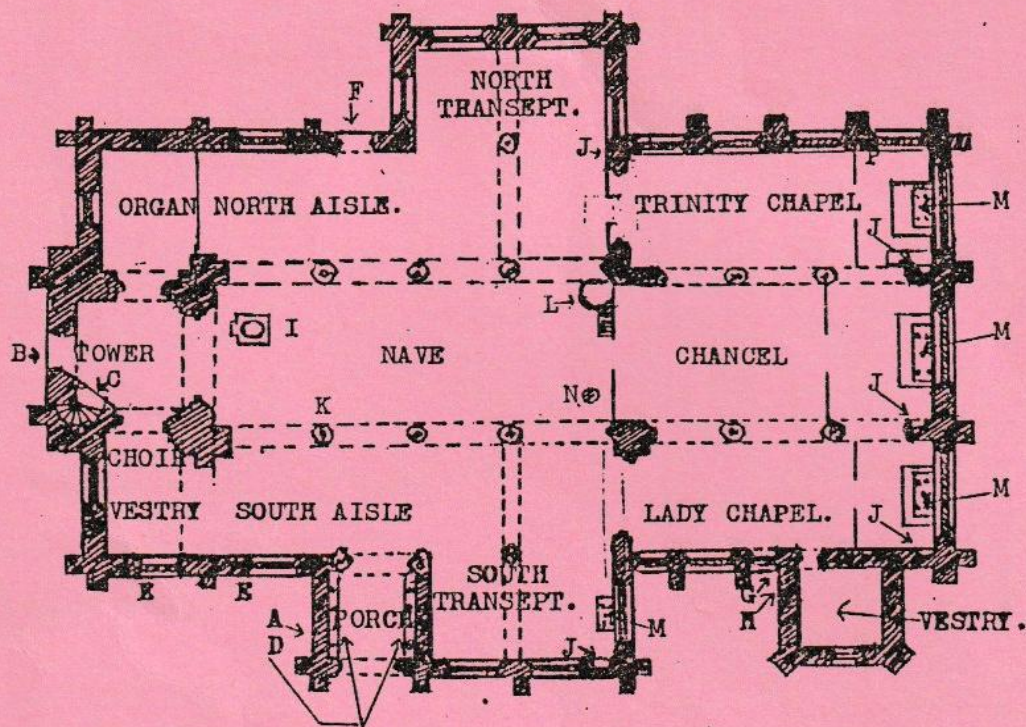 NORTH
TRANSEPT.
F
J
P
ORGAN NORTH AISLE.
TRINITY CHAPEL
M
J
L
I
B
TOWER
NAVE
CHANCEL
M
C
K
N
J
CHOIR
M
VESTRY SOUTH AISLE
LADY CHAPEL.
J
E
E
SOUTH
TRANSEPT.
G
H
A
PORCH
M
VESTRY.
D
J